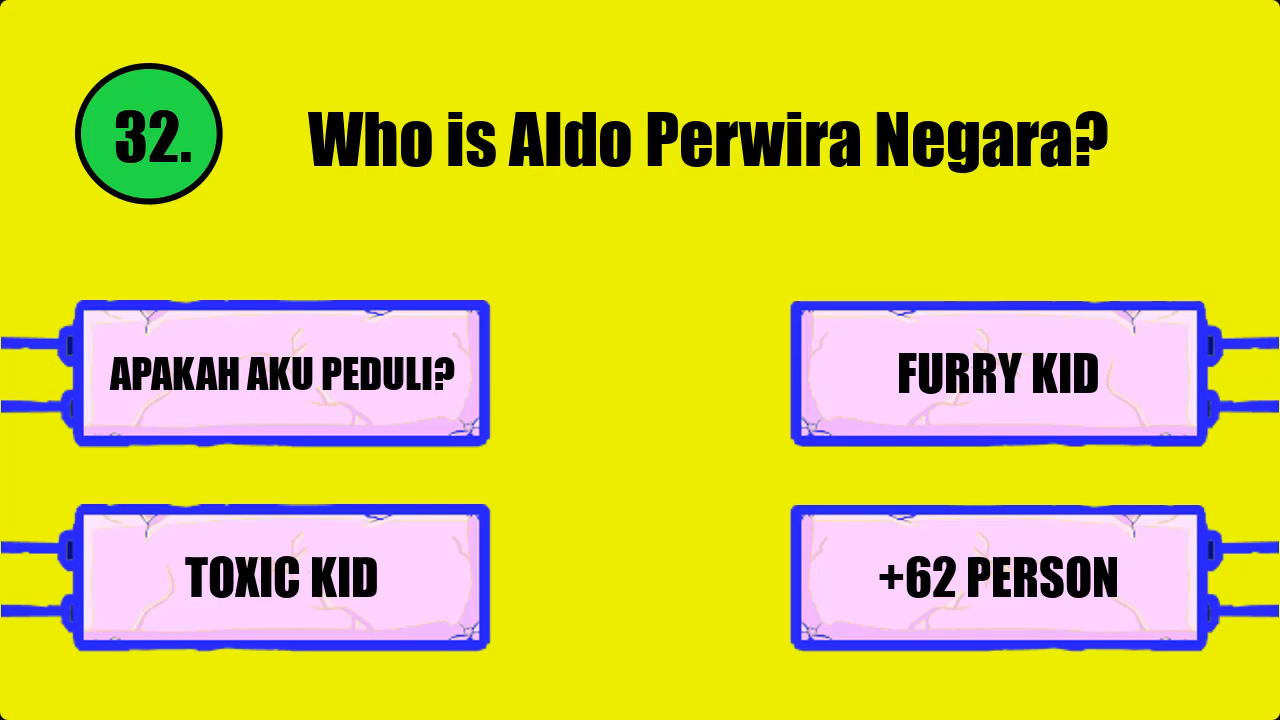 32.
Who is Aldo Perwira Negara?
APAKAH AKU PEDULI?
FURRY KID
TOXIC KID
+62 PERSON